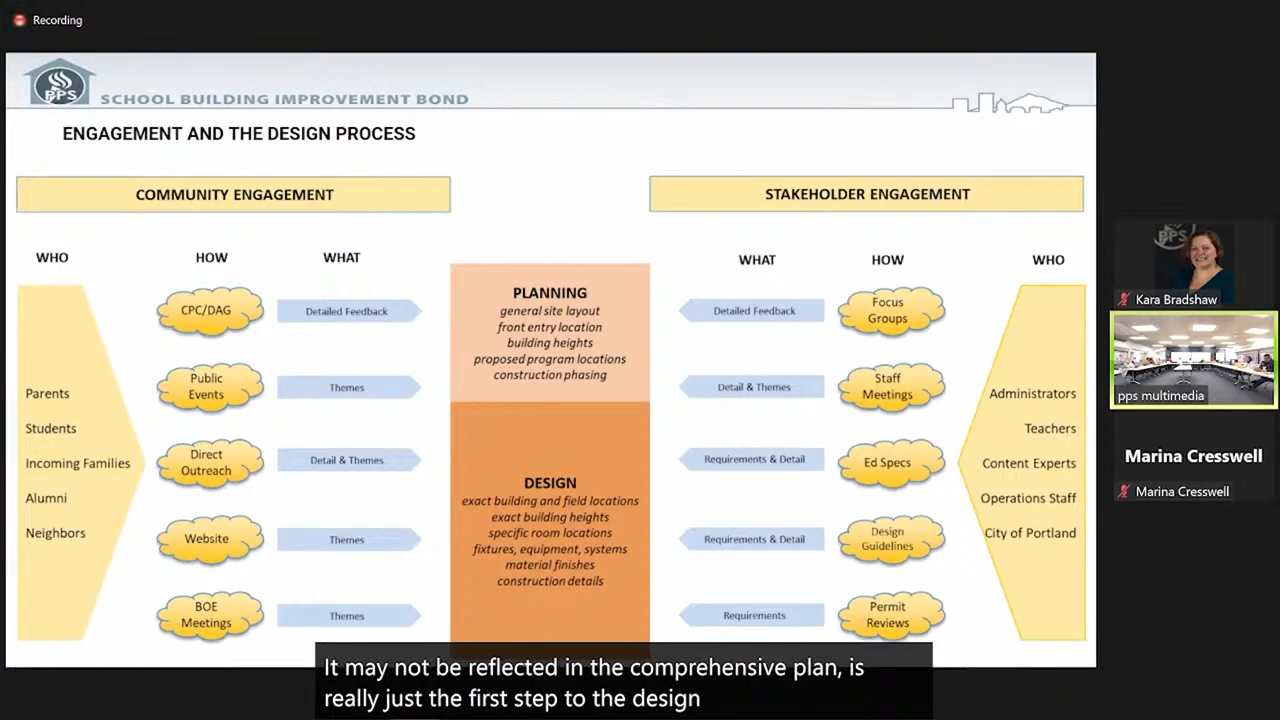 Recording
PPS
SCHOOL BUILDING IMPROVEMENT BOND
ENGAGEMENT AND THE DESIGN PROCESS
COMMUNITY ENGAGEMENT
WHO
HOW
WHAT
Parents
Students
Incoming Families
Alumni
Neighbors
CPC/DAG
Detailed Feedback
Public
Events
Themes
Direct
Outreach
Detail & Themes
Website
Themes
BOE
Meetings
Themes
PLANNING
general site layout
front entry location
building heights
proposed program locations
construction phasing
DESIGN
exact building and field locations
exact building heights
specific room locations
fixtures, equipment, systems
material finishes
construction details
STAKEHOLDER ENGAGEMENT
WHAT
HOW
WHO
Detailed Feedback
Focus
Groups
Detail & Themes
Staff
Meetings
Requirements & Detail
Ed Specs
Requirements & Detail
Design
Guidelines
Requirements
Permit
Reviews
Administrators
Teachers
Content Experts
Operations Staff
City of Portland
PPS
Kara Bradshaw
pps multimedia
Marina Cresswell
Marina Cresswell
It may not be reflected in the comprehensive plan, is
really just the first step to the design